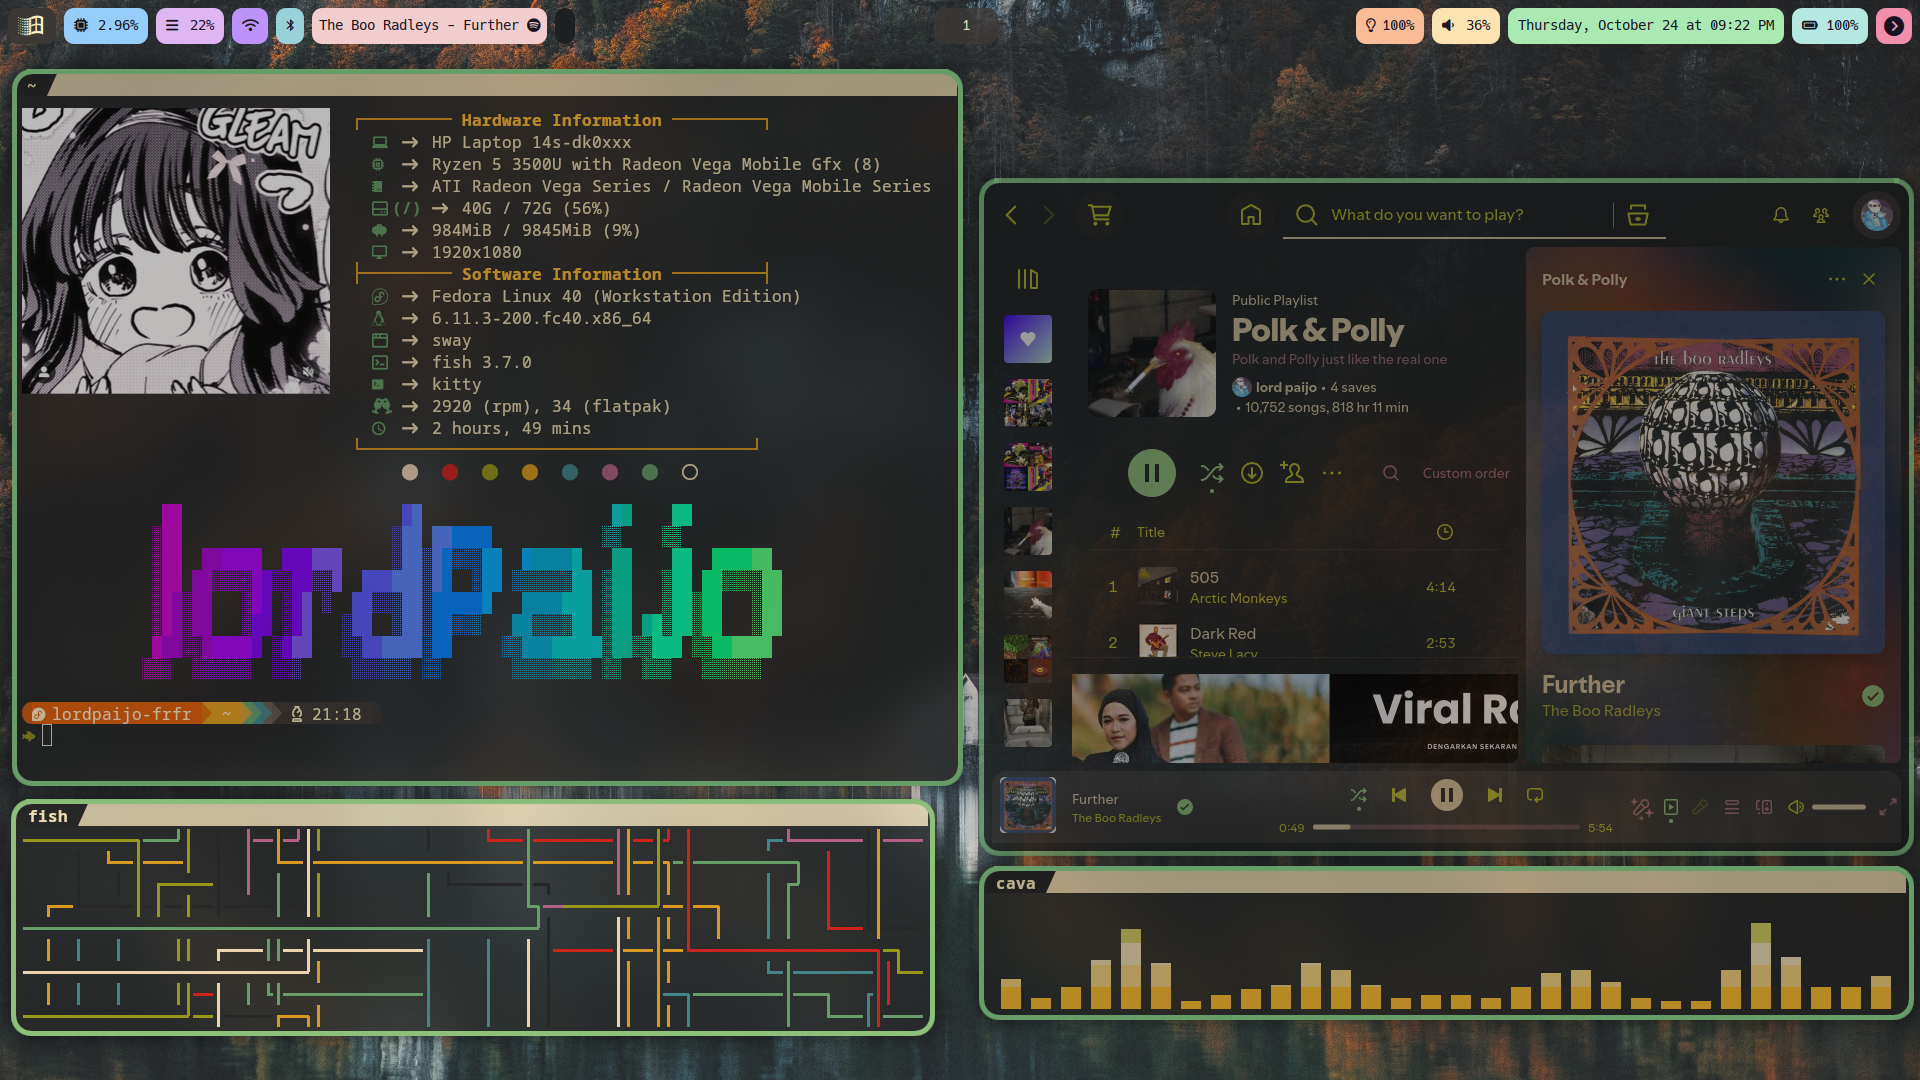 2.96%
22%
The Boo Radleys - Further
1
100%
36%
Thursday, October 24 at 09:22 PM
100%
~
GLEAM
Hardware Information
HP Laptop 14s-dk0xxx
Ryzen 5 3500U with Radeon Vega Mobile Gfx (8)
ATI Radeon Vega Series / Radeon Vega Mobile Series
(/) 40G / 72G (56%)
984MiB / 9845MiB (9%)
1920x1080
Software Information
Fedora Linux 40 (Workstation Edition)
6.11.3-200.fc40.x86_64
sway
fish 3.7.0
kitty
2920 (rpm), 34 (flatpak)
2 hours, 49 mins
lordpaijo
lordpaijo-frfr ~ 21:18
fish
What do you want to play?
Public Playlist
Polk & Polly
Polk and Polly just like the real one
lord paijo • 4 saves
• 10,752 songs, 818 hr 11 min
Custom order
# Title
1 505 4:14
Arctic Monkeys
2 Dark Red 2:53
Steve Lacy
Viral Ro
DENGARKAN SEKARAN
Polk & Polly
the boo radleys
GIANT STEPS
Further
The Boo Radleys
Further
The Boo Radleys
0:49
5:54
cava